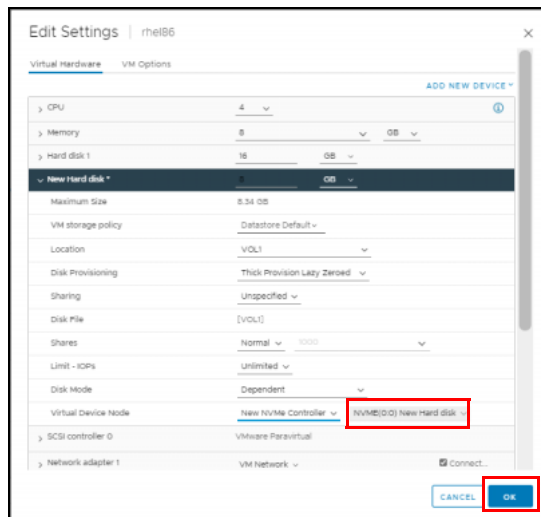 Edit Settings | rhel86
Virtual Hardware VM Options
ADD NEW DEVICE
CPU 4
Memory 8 GB
Hard disk 1 16 GB
New Hard disk * GB
Maximum Size 8.34 GB
VM storage policy Datastore Default
Location VOL1
Disk Provisioning Thick Provision Lazy Zeroed
Sharing Unspecified
Disk File [VOL1]
Shares Normal 1000
Limit - IOPs Unlimited
Disk Mode Dependent
Virtual Device Node New NVMe Controller NVME(0:0) New Hard disk
SCSI controller 0 VMware Paravirtual
Network adapter 1 VM Network Connect...
CANCEL OK